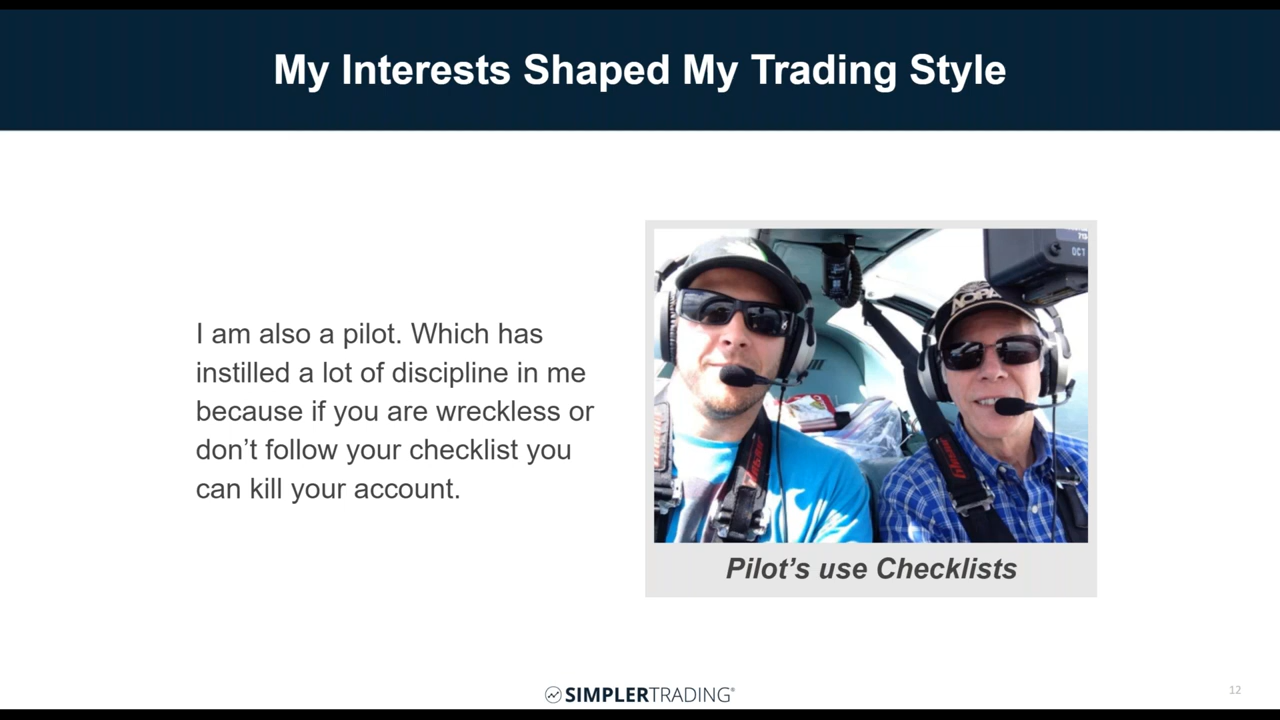 My Interests Shaped My Trading Style
I am also a pilot. Which has
instilled a lot of discipline in me
because if you are wreckless or
don’t follow your checklist you
can kill your account.
OCT
Pilot’s use Checklists
SIMPLERTRADING®
12